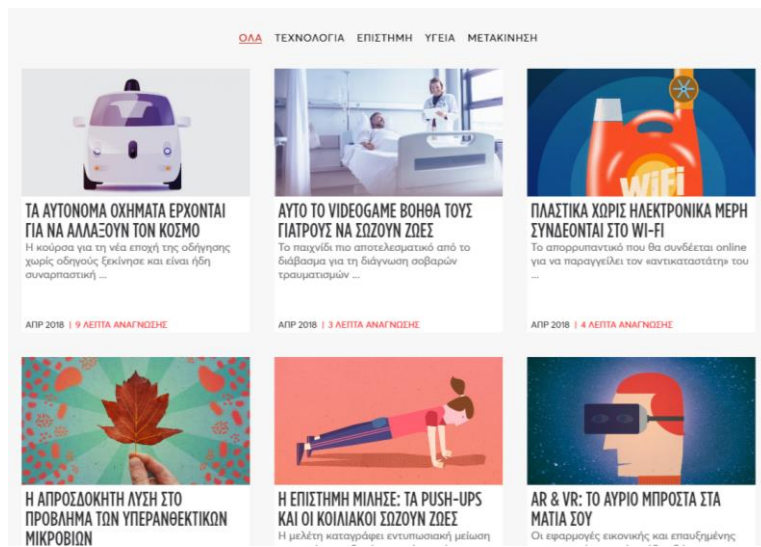 ΟΛΑ ΤΕΧΝΟΛΟΓΙΑ ΕΠΙΣΤΗΜΗ ΥΓΕΙΑ ΜΕΤΑΚΙΝΗΣΗ
WiFi
ΤΑ ΑΥΤΟΝΟΜΑ ΟΧΗΜΑΤΑ ΕΡΧΟΝΤΑΙ
ΓΙΑ ΝΑ ΑΛΛΑΞΟΥΝ ΤΟΝ ΚΟΣΜΟ
Η κούρσα για τη νέα εποχή της οδήγησης
χωρίς οδηγούς ξεκίνησε και είναι ήδη
συναρπαστική ...
ΑΠΡ 2018 | 9 ΛΕΠΤΑ ΑΝΑΓΝΩΣΗΣ
ΑΥΤΟ ΤΟ VIDEOGAME ΒΟΗΘΑ ΤΟΥΣ
ΓΙΑΤΡΟΥΣ ΝΑ ΣΩΖΟΥΝ ΖΩΕΣ
Το παιχνίδι πιο αποτελεσματικό από το
διάβασμα για τη διάγνωση σοβαρών
τραυματισμών ...
ΑΠΡ 2018 | 3 ΛΕΠΤΑ ΑΝΑΓΝΩΣΗΣ
ΠΛΑΣΤΙΚΑ ΧΩΡΙΣ ΗΛΕΚΤΡΟΝΙΚΑ ΜΕΡΗ
ΣΥΝΔΕΟΝΤΑΙ ΣΤΟ WI-FI
Το απορρυπαντικό που θα συνδέεται online
για να παραγγείλει τον «αντικαταστάτη» του
...
ΑΠΡ 2018 | 4 ΛΕΠΤΑ ΑΝΑΓΝΩΣΗΣ
Η ΑΠΡΟΣΔΟΚΗΤΗ ΛΥΣΗ ΣΤΟ
ΠΡΟΒΛΗΜΑ ΤΩΝ ΥΠΕΡΑΝΘΕΚΤΙΚΩΝ
ΜΙΚΡΟΒΙΩΝ
Η ΕΠΙΣΤΗΜΗ ΜΙΛΗΣΕ: ΤΑ PUSH-UPS
ΚΑΙ ΟΙ ΚΟΙΛΙΑΚΟΙ ΣΩΖΟΥΝ ΖΩΕΣ
Η μελέτη καταγράφει εντυπωσιακή μείωση
AR & VR: ΤΟ ΑΥΡΙΟ ΜΠΡΟΣΤΑ ΣΤΑ
ΜΑΤΙΑ ΣΟΥ
Οι εφαρμογές εικονικής και επαυξημένης